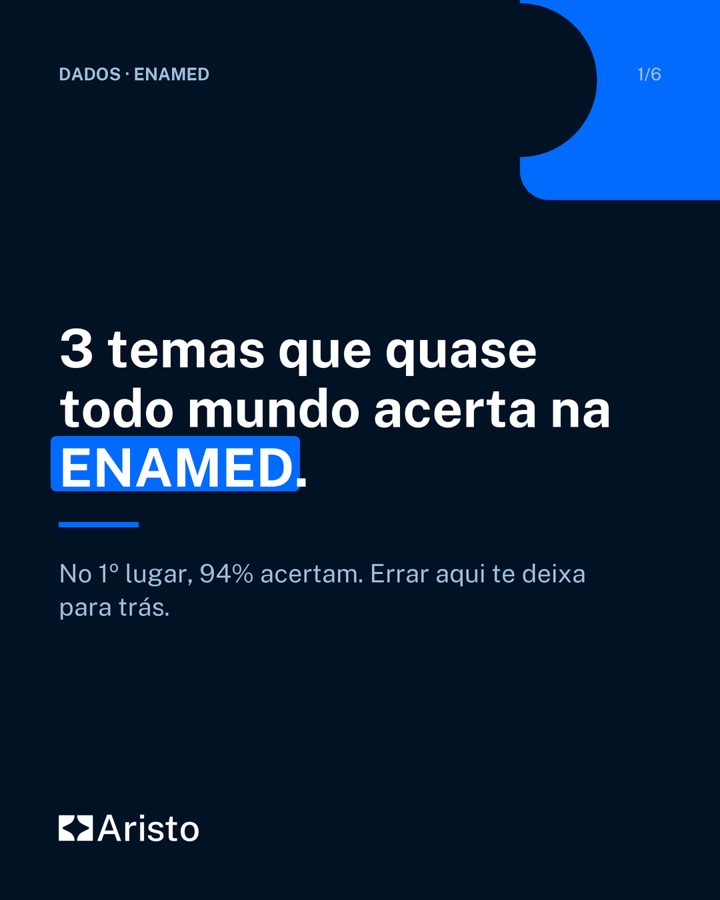 DADOS · ENAMED
1/6
3 temas que quase
todo mundo acerta na
ENAMED.
No 1º lugar, 94% acertam. Errar aqui te deixa
para trás.
Aristo